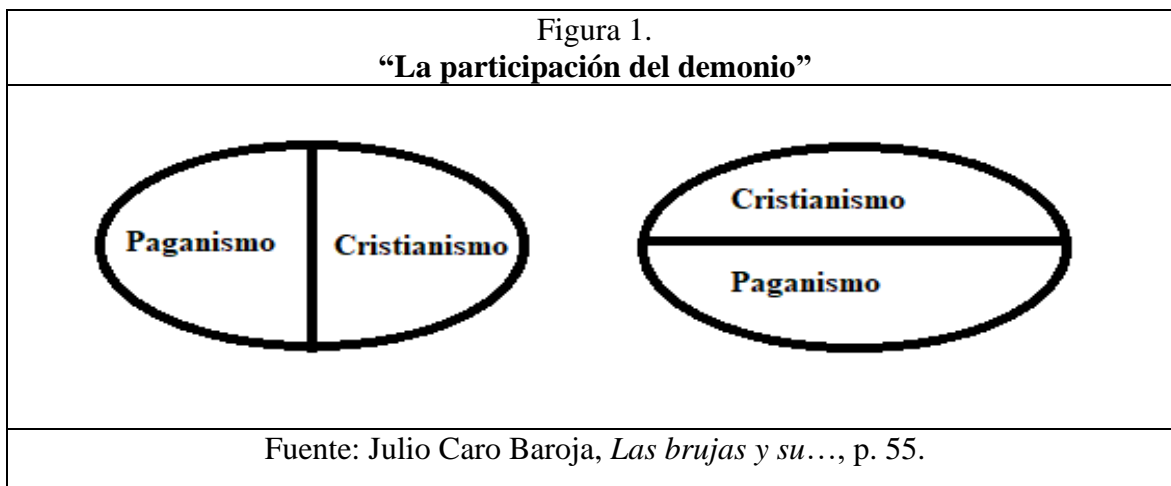 Figura 1.
“La participación del demonio”
Paganismo
Cristianismo
Cristianismo
Paganismo
Fuente: Julio Caro Baroja, Las brujas y su…, p. 55.